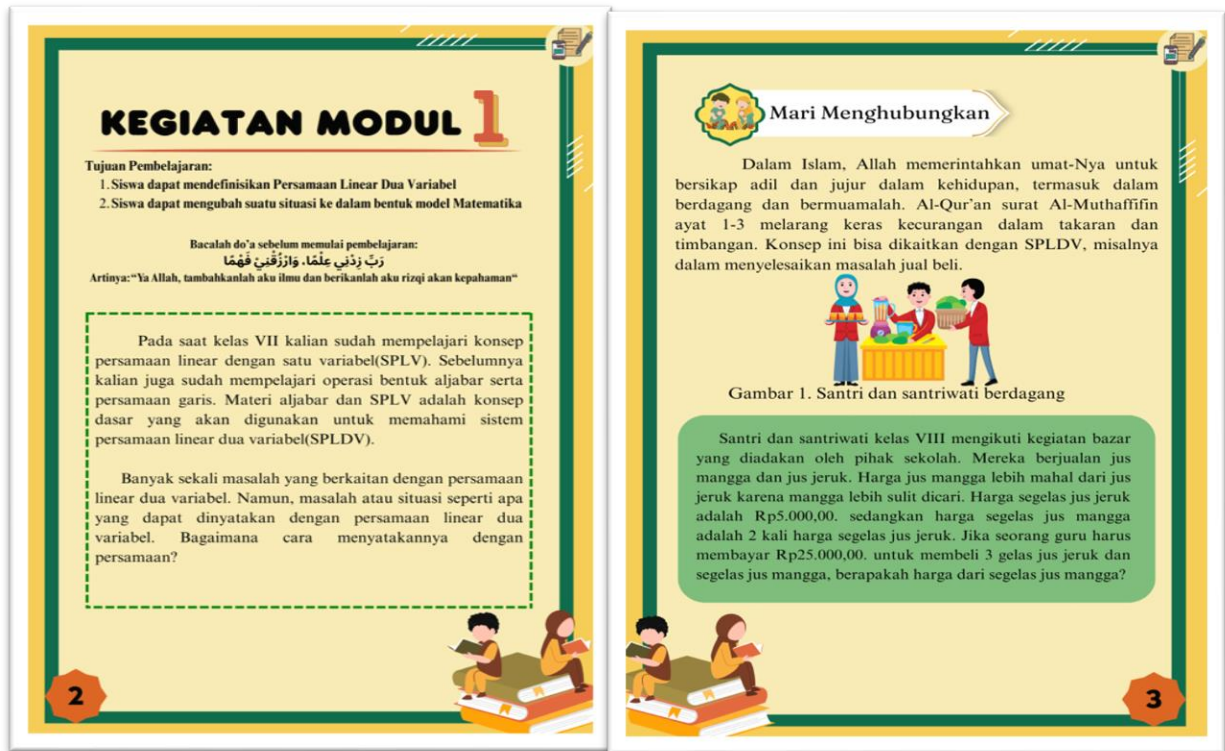 KEGIATAN MODUL 1
Tujuan Pembelajaran:
1. Siswa dapat mendefinisikan Persamaan Linear Dua Variabel
2. Siswa dapat mengubah suatu situasi ke dalam bentuk model Matematika
Bacalah do'a sebelum memulai pembelajaran:
رَبِّ زِدْنِي عِلْمًا. وَارْزُقْنِيْ فَهْمًا
Artinya:"Ya Allah, tambahkanlah aku ilmu dan berikanlah aku rizqi akan kepahaman"
Pada saat kelas VII kalian sudah mempelajari konsep
persamaan linear dengan satu variabel(SPLV). Sebelumnya
kalian juga sudah mempelajari operasi bentuk aljabar serta
persamaan garis. Materi aljabar dan SPLV adalah konsep
dasar yang akan digunakan untuk memahami sistem
persamaan linear dua variabel(SPLDV).
Banyak sekali masalah yang berkaitan dengan persamaan
linear dua variabel. Namun, masalah atau situasi seperti apa
yang dapat dinyatakan dengan persamaan linear dua
variabel. Bagaimana cara menyatakannya dengan
persamaan?
2
Mari Menghubungkan
Dalam Islam, Allah memerintahkan umat-Nya untuk
bersikap adil dan jujur dalam kehidupan, termasuk dalam
berdagang dan bermuamalah. Al-Qur'an surat Al-Muthaffifin
ayat 1-3 melarang keras kecurangan dalam takaran dan
timbangan. Konsep ini bisa dikaitkan dengan SPLDV, misalnya
dalam menyelesaikan masalah jual beli.
Gambar 1. Santri dan santriwati berdagang
Santri dan santriwati kelas VIII mengikuti kegiatan bazar
yang diadakan oleh pihak sekolah. Mereka berjualan jus
mangga dan jus jeruk. Harga jus mangga lebih mahal dari jus
jeruk karena mangga lebih sulit dicari. Harga segelas jus jeruk
adalah Rp5.000,00. sedangkan harga segelas jus mangga
adalah 2 kali harga segelas jus jeruk. Jika seorang guru harus
membayar Rp25.000,00. untuk membeli 3 gelas jus jeruk dan
segelas jus mangga, berapakah harga dari segelas jus mangga?
3